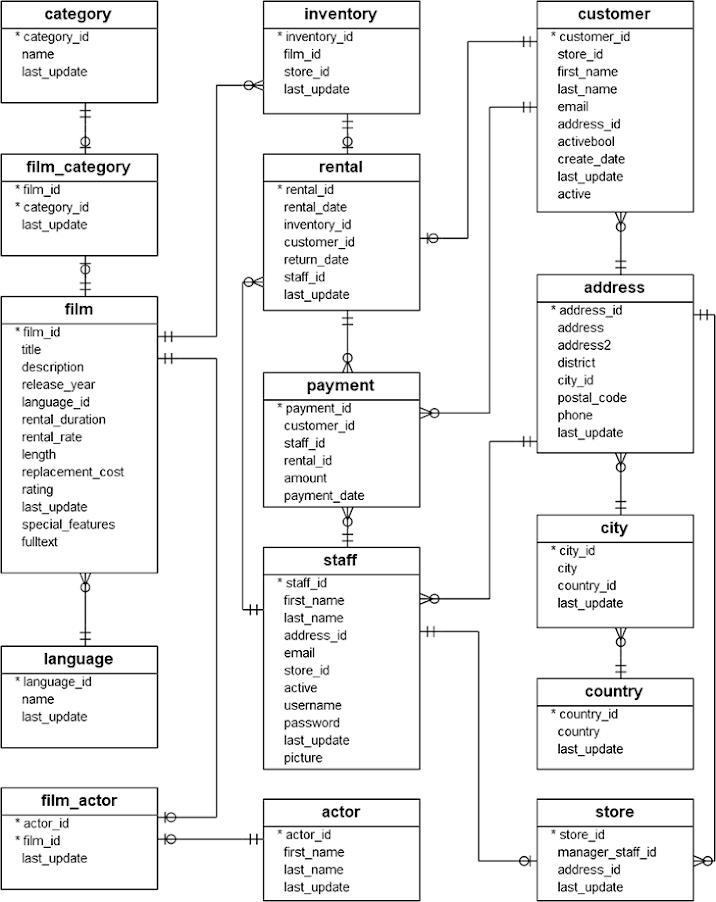 category
* category_id
name
last_update
film_category
* film_id
* category_id
last_update
film
* film_id
title
description
release_year
language_id
rental_duration
rental_rate
length
replacement_cost
rating
last_update
special_features
fulltext
language
* language_id
name
last_update
film_actor
* actor_id
* film_id
last_update
inventory
* inventory_id
film_id
store_id
last_update
rental
* rental_id
rental_date
inventory_id
customer_id
return_date
staff_id
last_update
payment
* payment_id
customer_id
staff_id
rental_id
amount
payment_date
staff
* staff_id
first_name
last_name
address_id
email
store_id
active
username
password
last_update
picture
actor
* actor_id
first_name
last_name
last_update
customer
* customer_id
store_id
first_name
last_name
email
address_id
activebool
create_date
last_update
active
address
* address_id
address
address2
district
city_id
postal_code
phone
last_update
city
* city_id
city
country_id
last_update
country
* country_id
country
last_update
store
* store_id
manager_staff_id
address_id
last_update